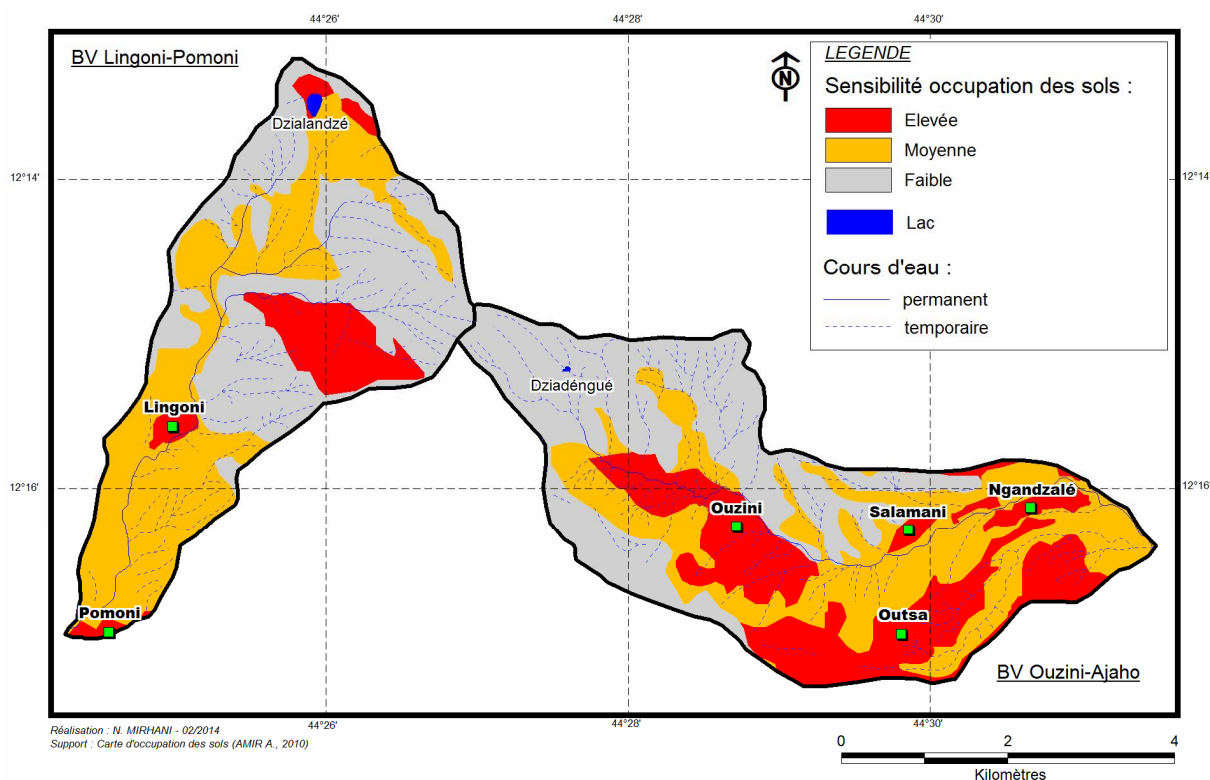 44°26'
44°28'
44°30'
BV Lingoni-Pomoni
N
LEGENDE
Sensibilité occupation des sols :
Elevée
Moyenne
Faible
Lac
Cours d'eau :
permanent
temporaire
Dzialandzé
12°14'
12°14'
Dziadéngué
Lingoni
12°16'
12°16'
Ngandzalé
Ouzini
Salamani
Pomoni
Outsa
BV Ouzini-Ajaho
44°26'
44°28'
44°30'
Réalisation : N. MIRHANI - 02/2014
Support : Carte d'occupation des sols (AMIR A., 2010)
0 2 4
Kilomètres